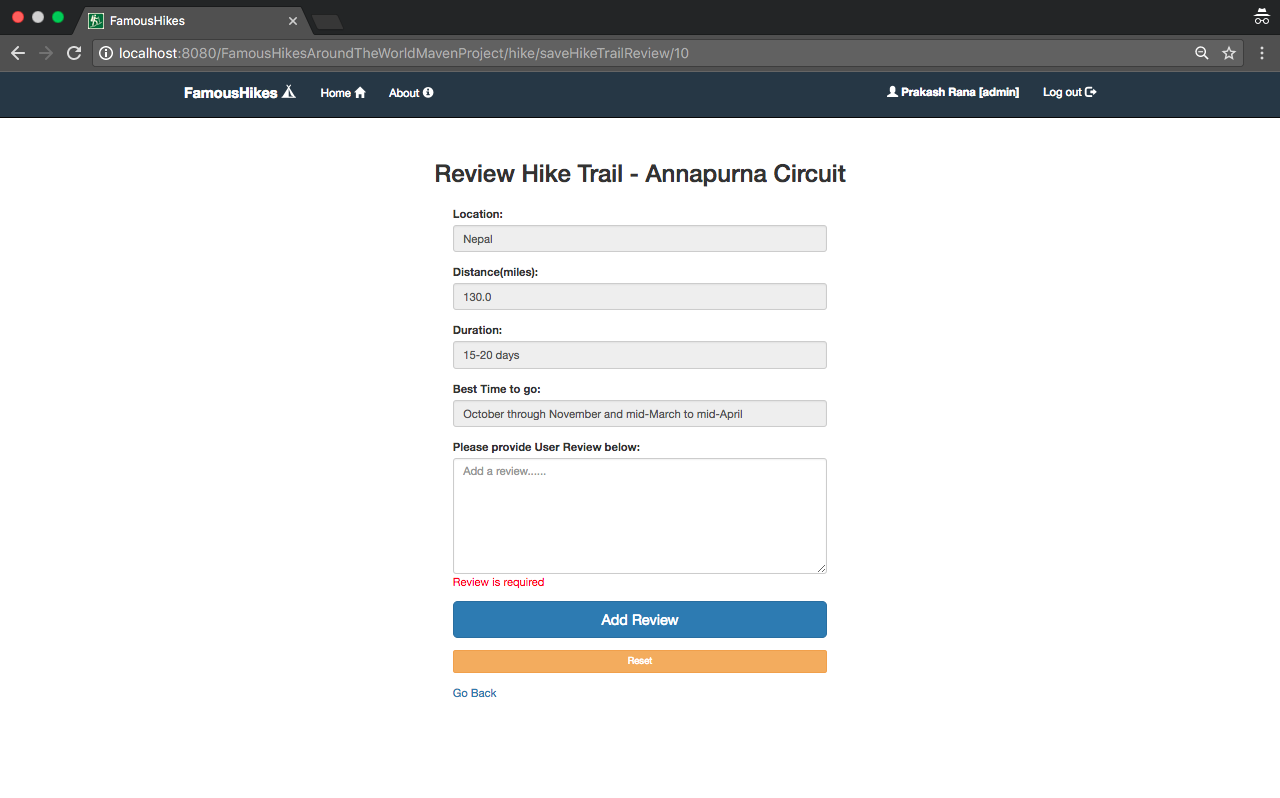 FamousHikes
localhost:8080/FamousHikesAroundTheWorldMavenProject/hike/saveHikeTrailReview/10
FamousHikes Home About Prakash Rana [admin] Log out
Review Hike Trail - Annapurna Circuit
Location:
Nepal
Distance(miles):
130.0
Duration:
15-20 days
Best Time to go:
October through November and mid-March to mid-April
Please provide User Review below:
Add a review......
Review is required
Add Review
Reset
Go Back